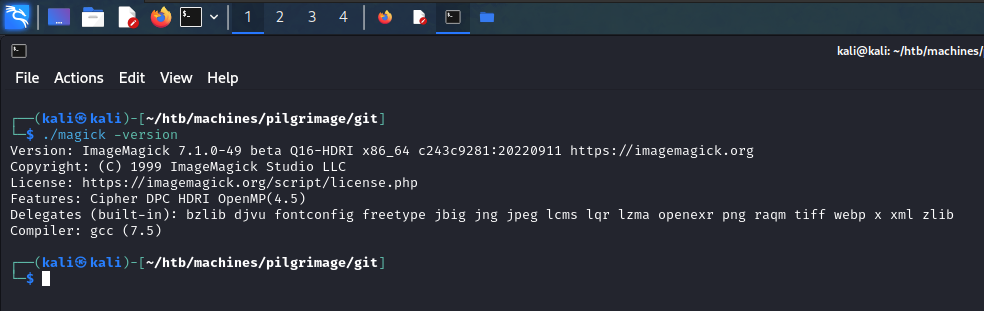 1 2 3 4
kali@kali: ~/htb/machines/
File Actions Edit View Help
┌──(kali㉿kali)-[~/htb/machines/pilgrimage/git]
└─$ ./magick -version
Version: ImageMagick 7.1.0-49 beta Q16-HDRI x86_64 c243c9281:20220911 https://imagemagick.org
Copyright: (C) 1999 ImageMagick Studio LLC
License: https://imagemagick.org/script/license.php
Features: Cipher DPC HDRI OpenMP(4.5)
Delegates (built-in): bzlib djvu fontconfig freetype jbig jng jpeg lcms lqr lzma openexr png raqm tiff webp x xml zlib
Compiler: gcc (7.5)
┌──(kali㉿kali)-[~/htb/machines/pilgrimage/git]
└─$